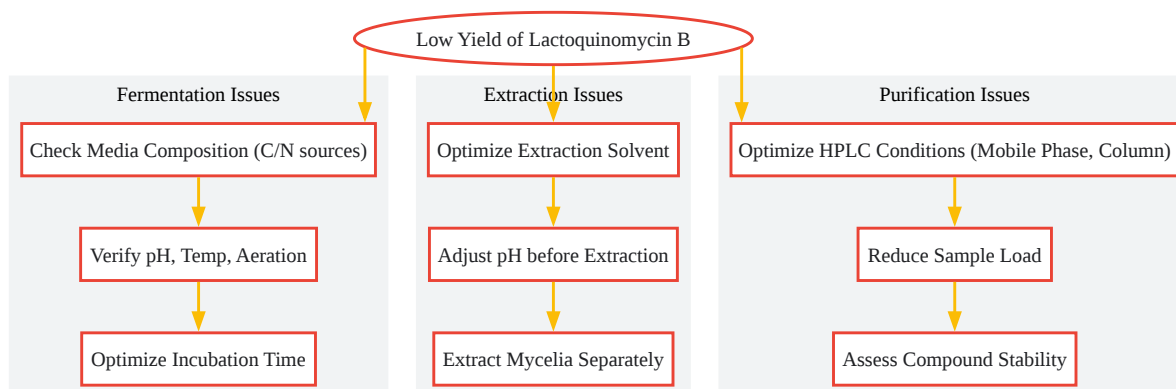 Low Yield of Lactoquinomycin B
Fermentation Issues
Check Media Composition (C/N sources)
Verify pH, Temp, Aeration
Optimize Incubation Time
Extraction Issues
Optimize Extraction Solvent
Adjust pH before Extraction
Extract Mycelia Separately
Purification Issues
Optimize HPLC Conditions (Mobile Phase, Column)
Reduce Sample Load
Assess Compound Stability